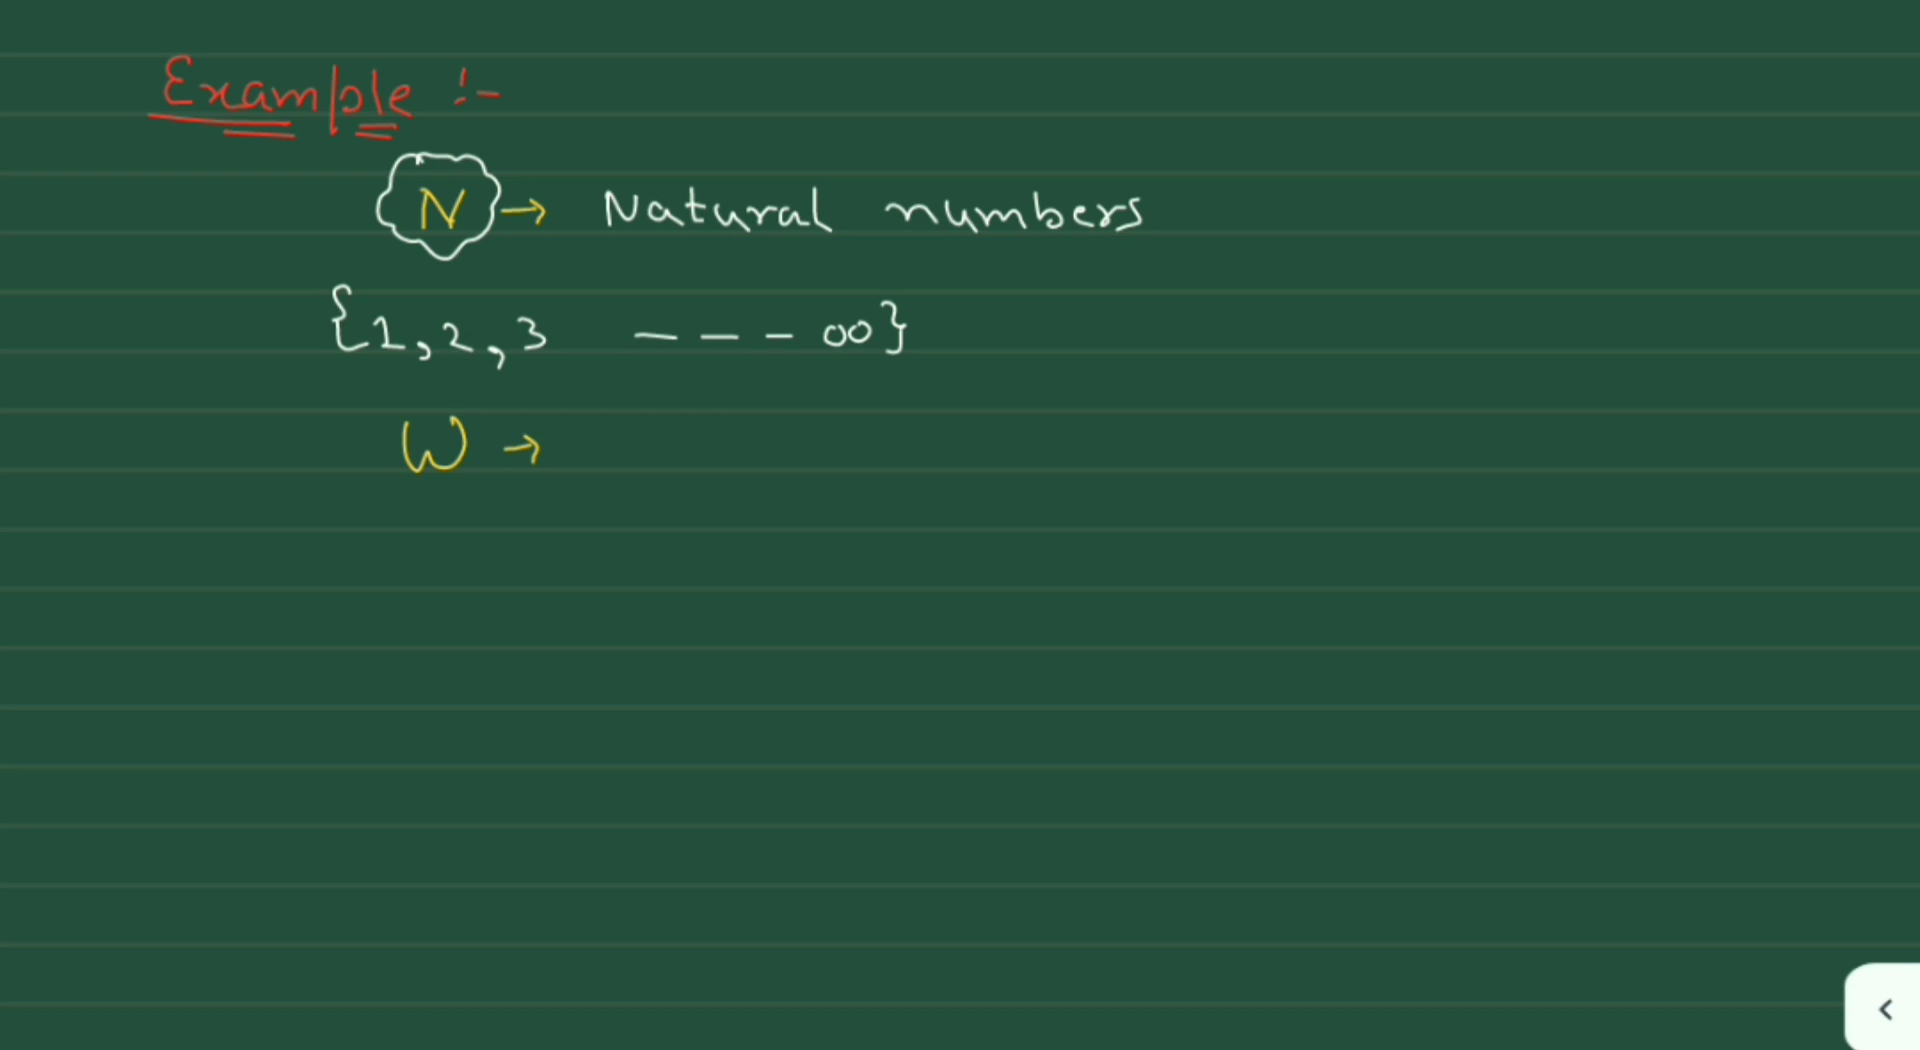 Example :-
N → Natural numbers
{1, 2, 3 - - - ∞}
W →